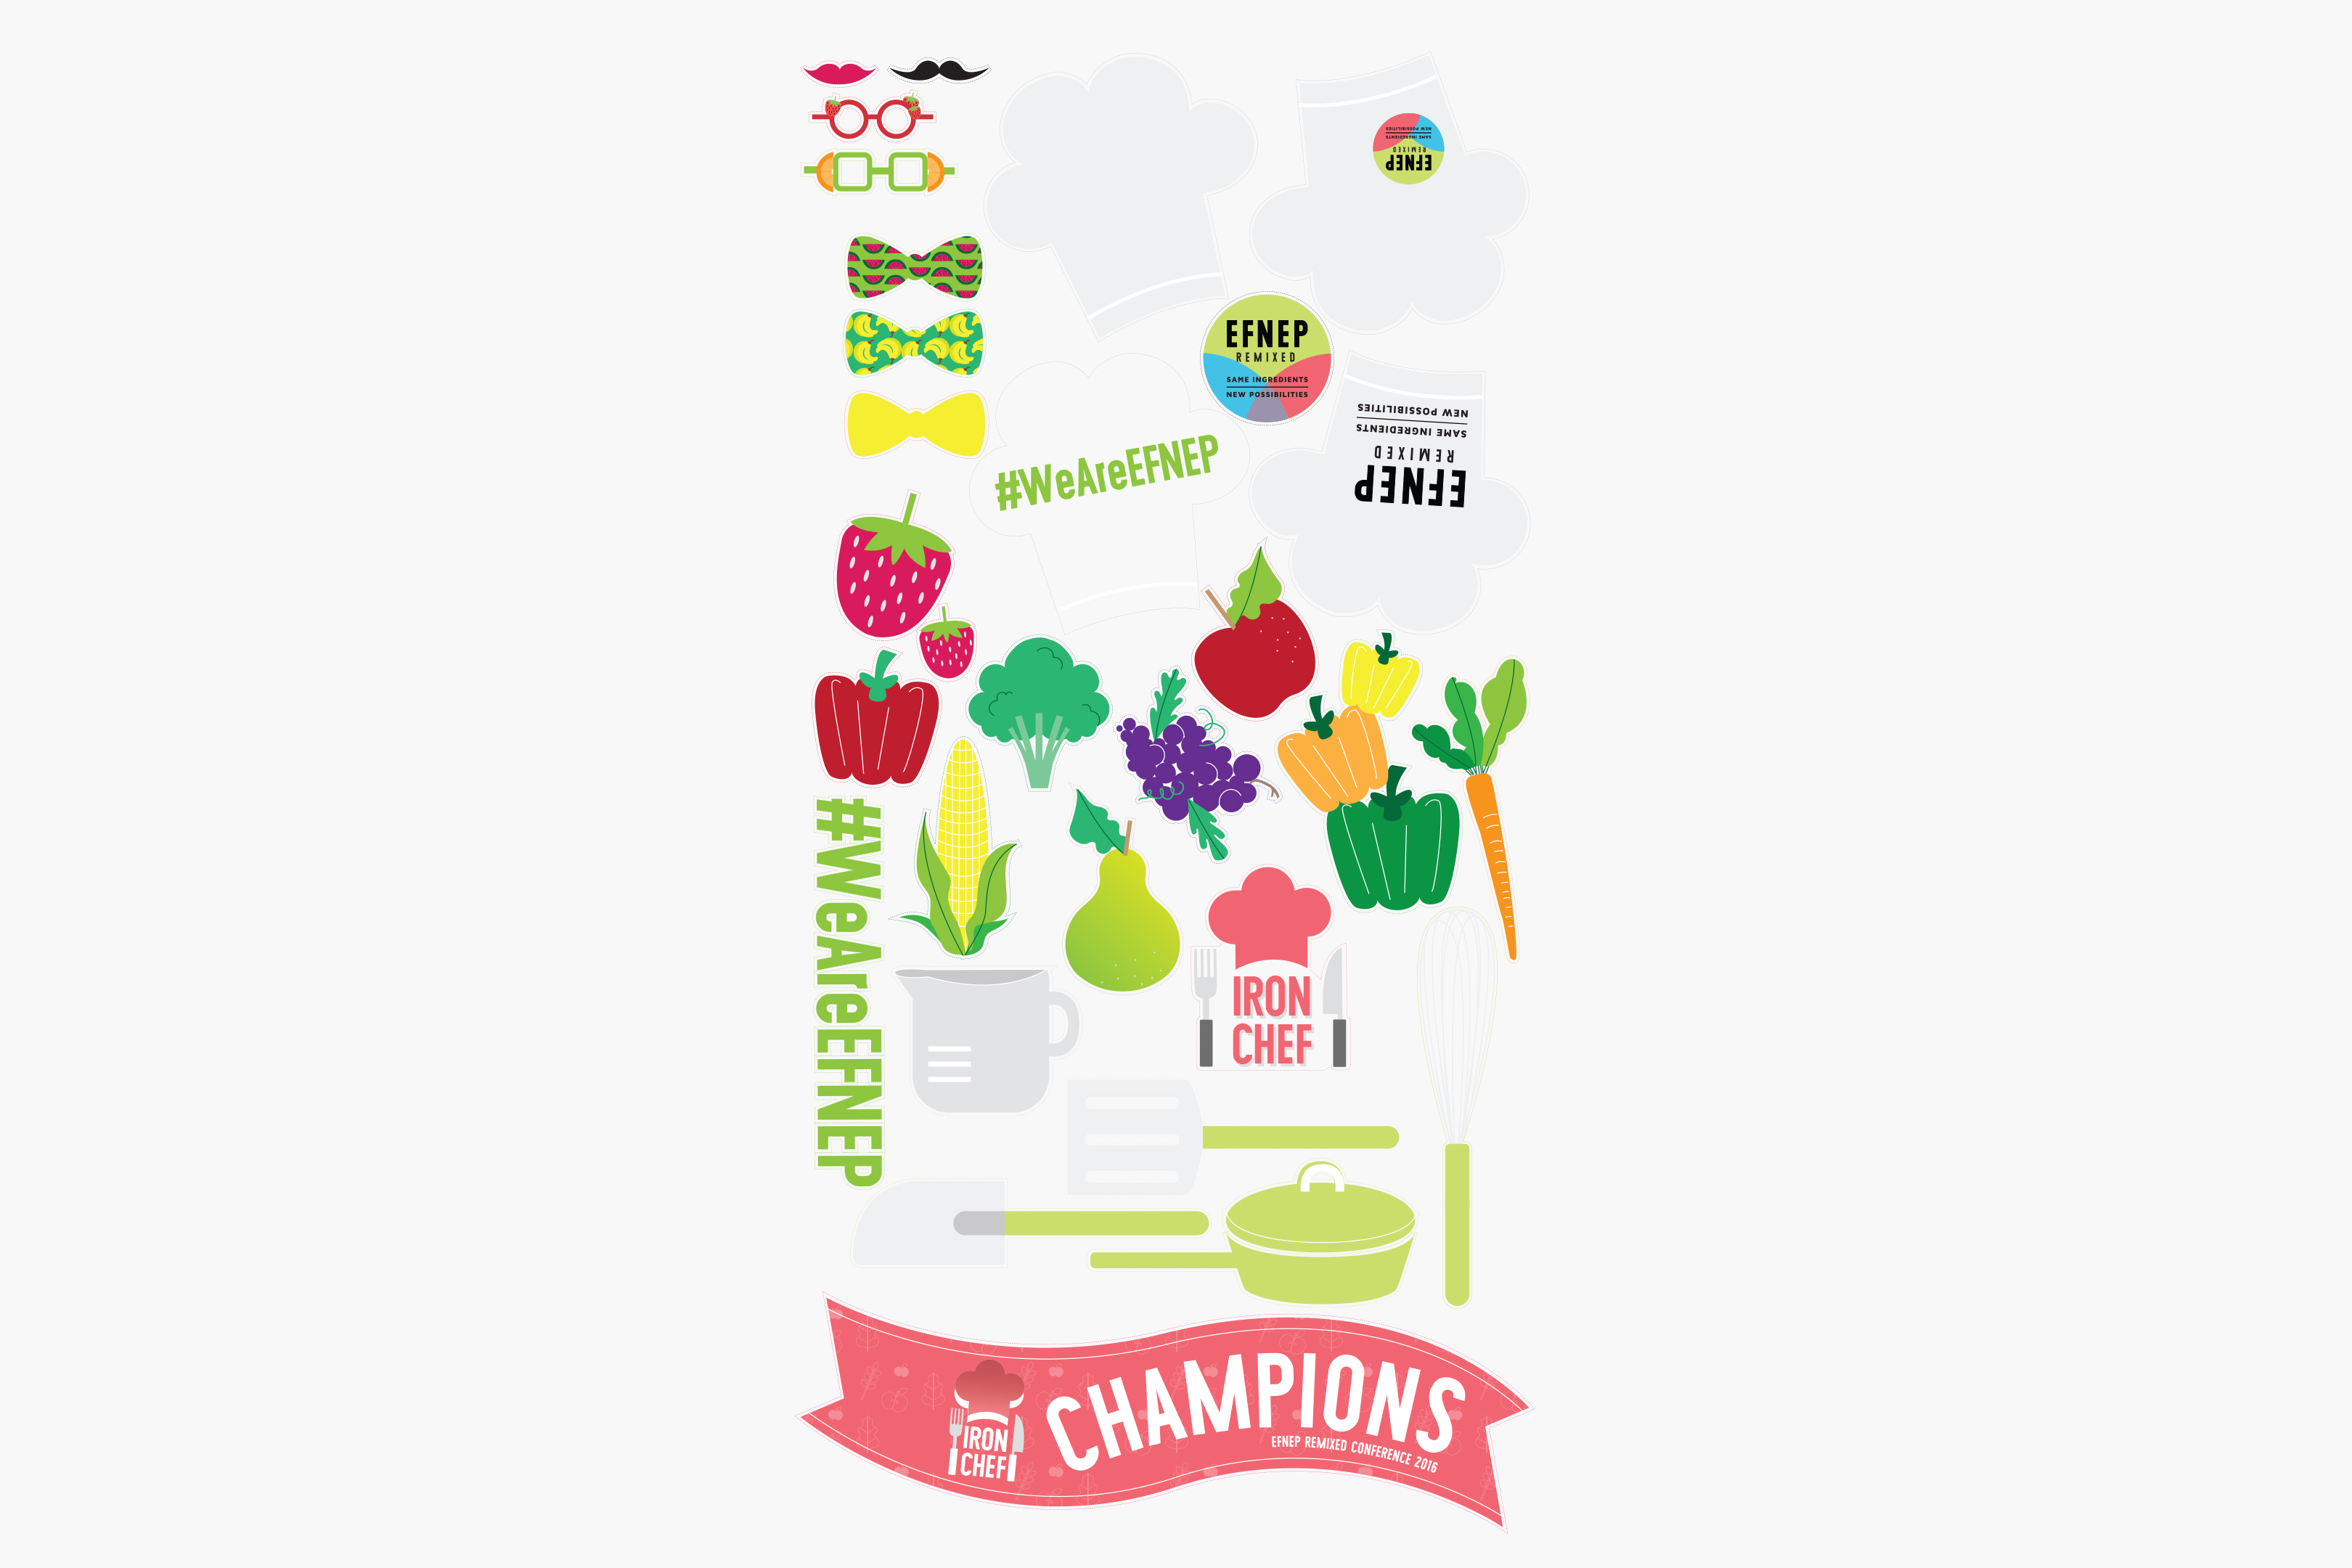 EFNEP
REMIXED
SAME INGREDIENTS
NEW POSSIBILITIES
EFNEP
REMIXED
SAME INGREDIENTS
NEW POSSIBILITIES
#WeAreEFNEP
EFNEP
REMIXED
SAME INGREDIENTS
NEW POSSIBILITIES
#WeAreEFNEP
IRON
CHEF
IRON
CHEF
CHAMPIONS
EFNEP REMIXED CONFERENCE 2016